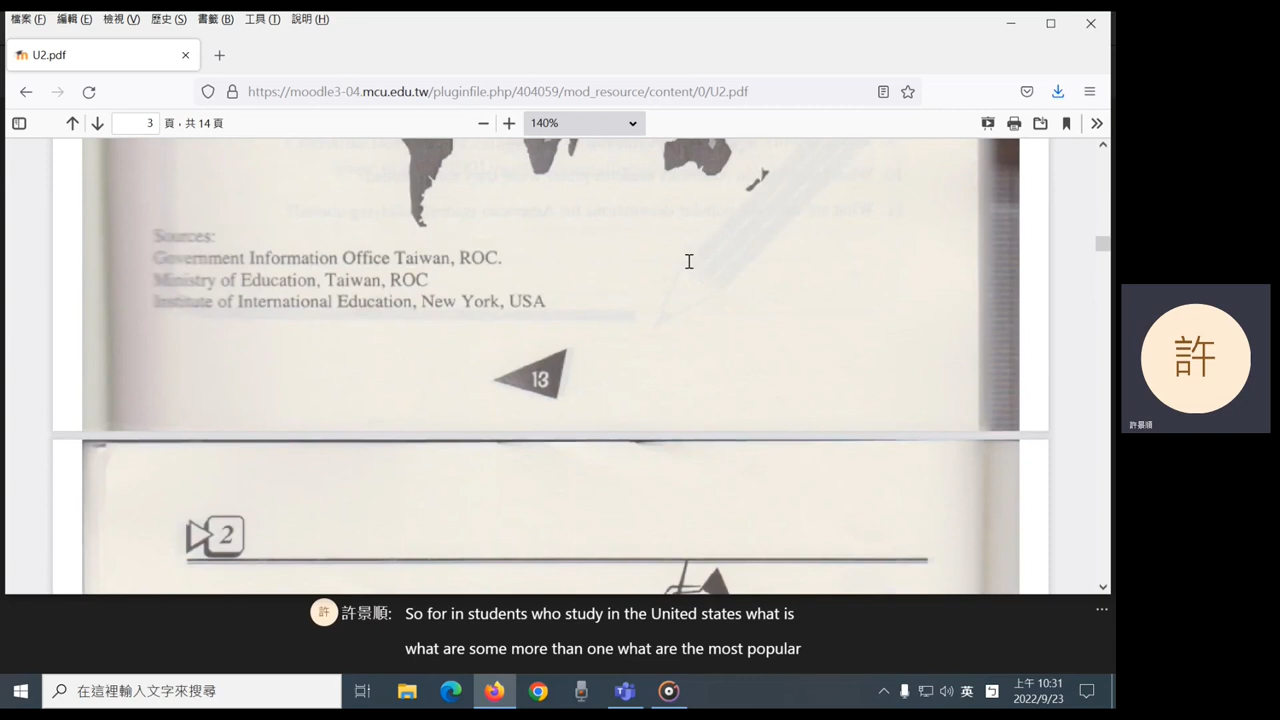 檔案 (F) 編輯 (E) 檢視 (V) 歷史 (S) 書籤 (B) 工具 (T) 說明 (H)
U2.pdf
https://moodle3-04.mcu.edu.tw/pluginfile.php/404059/mod_resource/content/0/U2.pdf
3 頁，共 14 頁
140%
Sources:
Government Information Office Taiwan, ROC.
Ministry of Education, Taiwan, ROC
Institute of International Education, New York, USA
13
2
許
許景順
許 許景順: So for in students who study in the United states what is
what are some more than one what are the most popular
在這裡輸入文字來搜尋
英
ㄅ
上午 10:31
2022/9/23